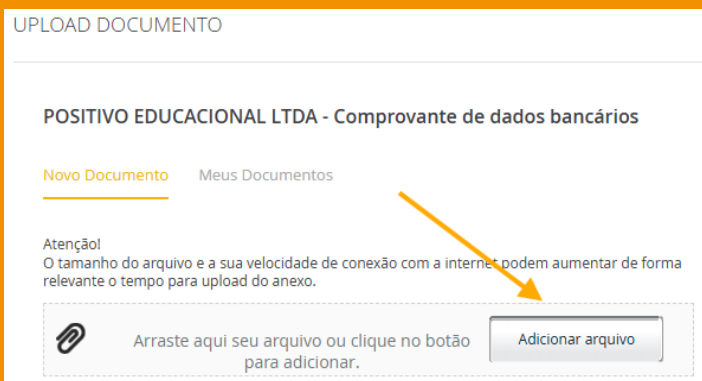 UPLOAD DOCUMENTO
POSITIVO EDUCACIONAL LTDA - Comprovante de dados bancários
Novo Documento Meus Documentos
Atenção!
O tamanho do arquivo e a sua velocidade de conexão com a internet podem aumentar de forma
relevante o tempo para upload do anexo.
Arraste aqui seu arquivo ou clique no botão
para adicionar.
Adicionar arquivo